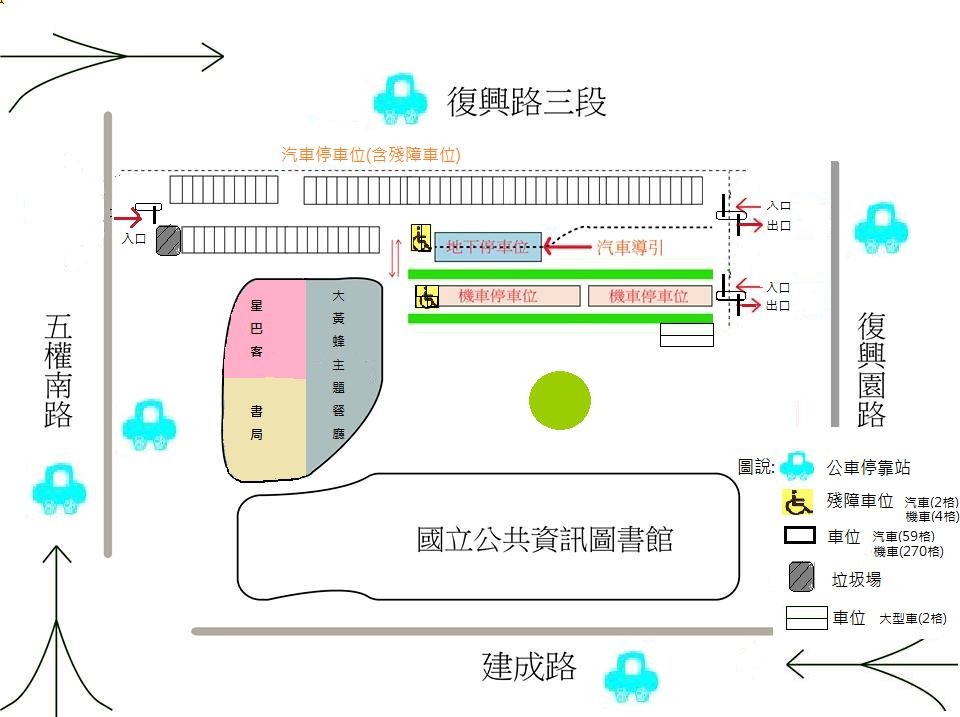 復興路三段
汽車停車位(含殘障車位)
入口
出口
入口
地下停車位
汽車導引
機車停車位
機車停車位
入口
出口
星巴客
大黃蜂主題餐廳
書局
五權南路
復興園路
國立公共資訊圖書館
建成路
圖說:
公車停靠站
殘障車位 汽車(2格)
機車(4格)
車位 汽車(59格)
機車(270格)
垃圾場
車位 大型車(2格)